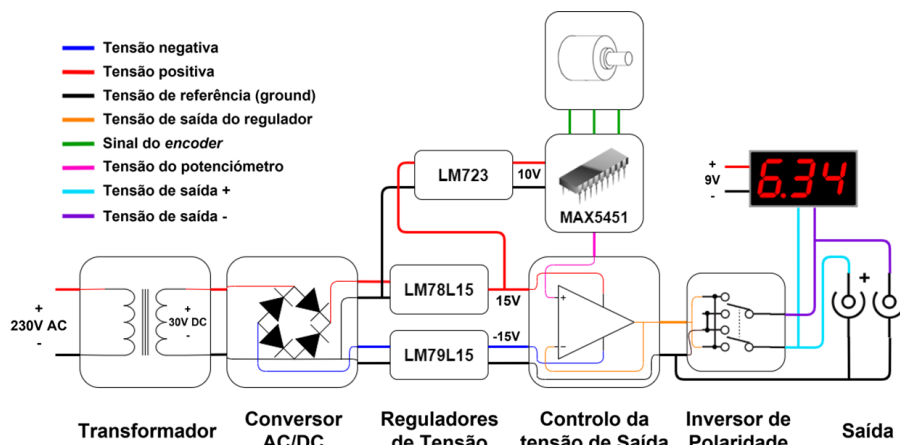 Tensão negativa
Tensão positiva
Tensão de referência (ground)
Tensão de saída do regulador
Sinal do encoder
Tensão do potenciómetro
Tensão de saída +
Tensão de saída -
LM723
10V
MAX5451
+
9V
-
6.34
+
230V AC
-
+
30V DC
-
LM78L15
15V
LM79L15
-15V
+
-
+
Transformador
Conversor
AC/DC
Reguladores
de Tensão
Controlo da
tensão de Saída
Inversor de
Polaridade
Saída